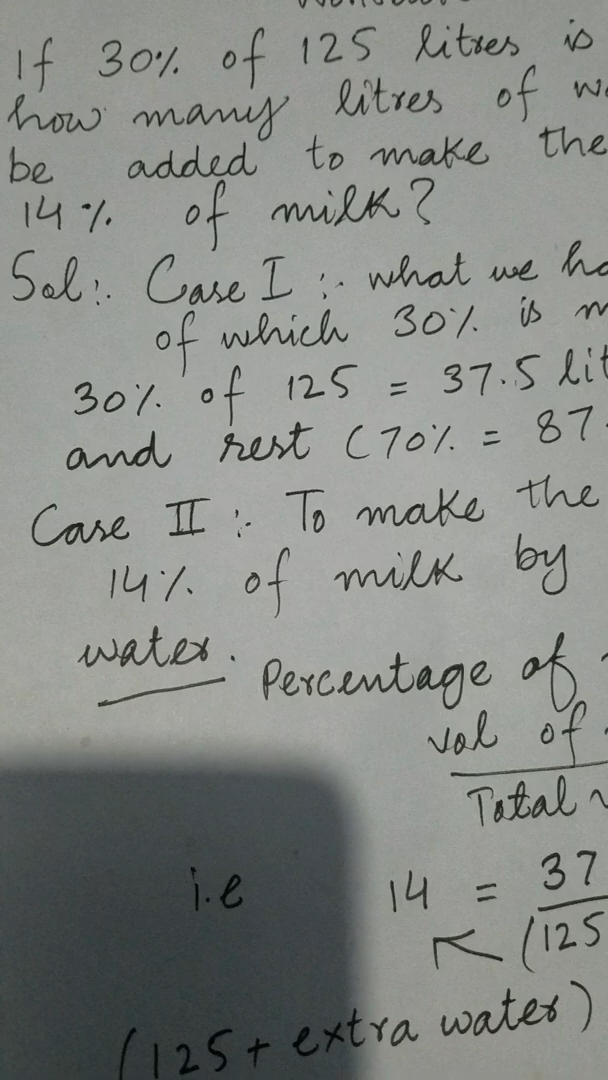 If 30% of 125 litres is
how many litres of
be added to make the
14% of milk?
Sol:. Case I :. what we
of which 30% is
30% of 125 = 37.5
and rest (70% = 87.
Case II :. To make the
14% of milk by
water.
Percentage of
vol of
Total
i.e 14 = 37
(125
(125 + extra water)